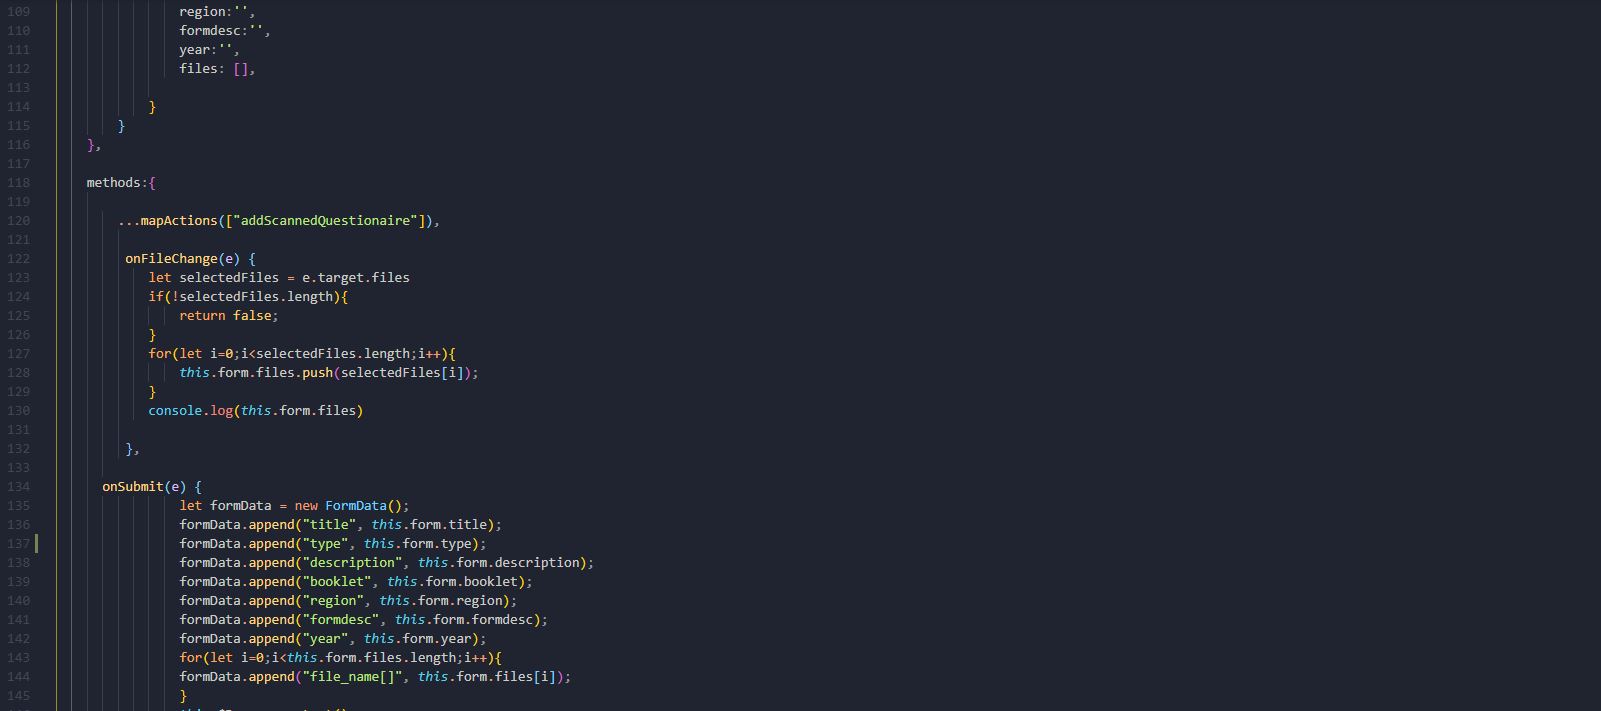 109 region:'',
110 formdesc:'',
111 year:'',
112 files: [],
113
114 }
115 }
116 },
117
118 methods:{
119
120 ...mapActions(["addScannedQuestionaire"]),
121
122 onFileChange(e) {
123 let selectedFiles = e.target.files
124 if(!selectedFiles.length){
125 return false;
126 }
127 for(let i=0;i<selectedFiles.length;i++){
128 this.form.files.push(selectedFiles[i]);
129 }
130 console.log(this.form.files)
131
132 },
133
134 onSubmit(e) {
135 let formData = new FormData();
136 formData.append("title", this.form.title);
137 formData.append("type", this.form.type);
138 formData.append("description", this.form.description);
139 formData.append("booklet", this.form.booklet);
140 formData.append("region", this.form.region);
141 formData.append("formdesc", this.form.formdesc);
142 formData.append("year", this.form.year);
143 for(let i=0;i<this.form.files.length;i++){
144 formData.append("file_name[]", this.form.files[i]);
145 }